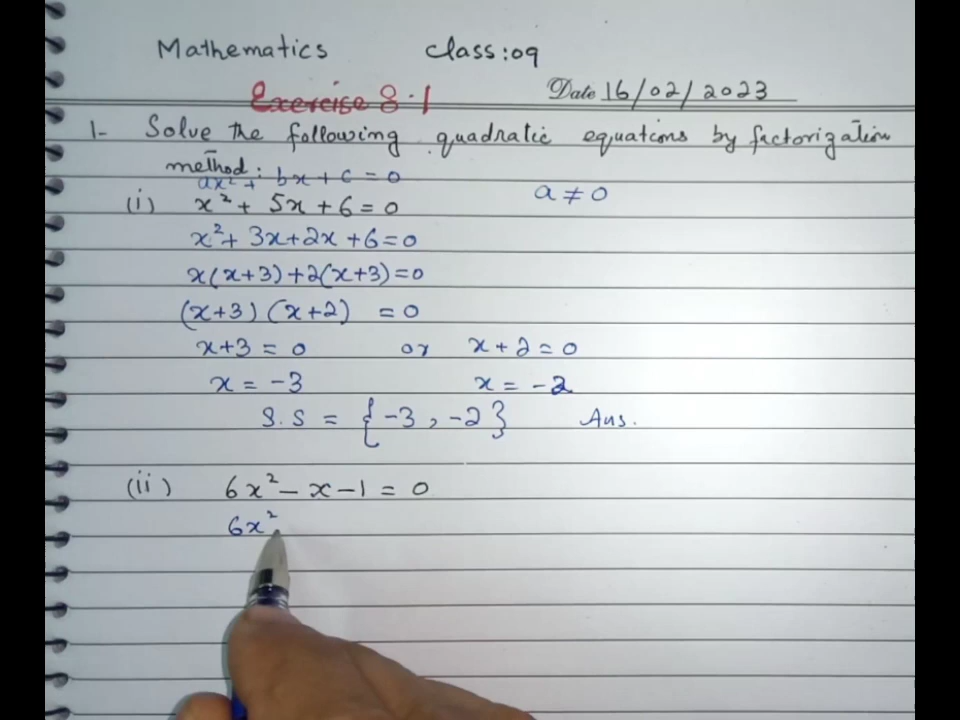 Mathematics Class:09
Exercise 8.1 Date 16/02/2023
1- Solve the following quadratic equations by factorization
method:
ax² + bx + c = 0 a ≠ 0
(i) x² + 5x + 6 = 0
x² + 3x + 2x + 6 = 0
x(x+3) + 2(x+3) = 0
(x+3) (x+2) = 0
x+3 = 0 or x+2 = 0
x = -3 x = -2
S.S = {-3, -2} Ans.
(ii) 6x² - x - 1 = 0
6x²